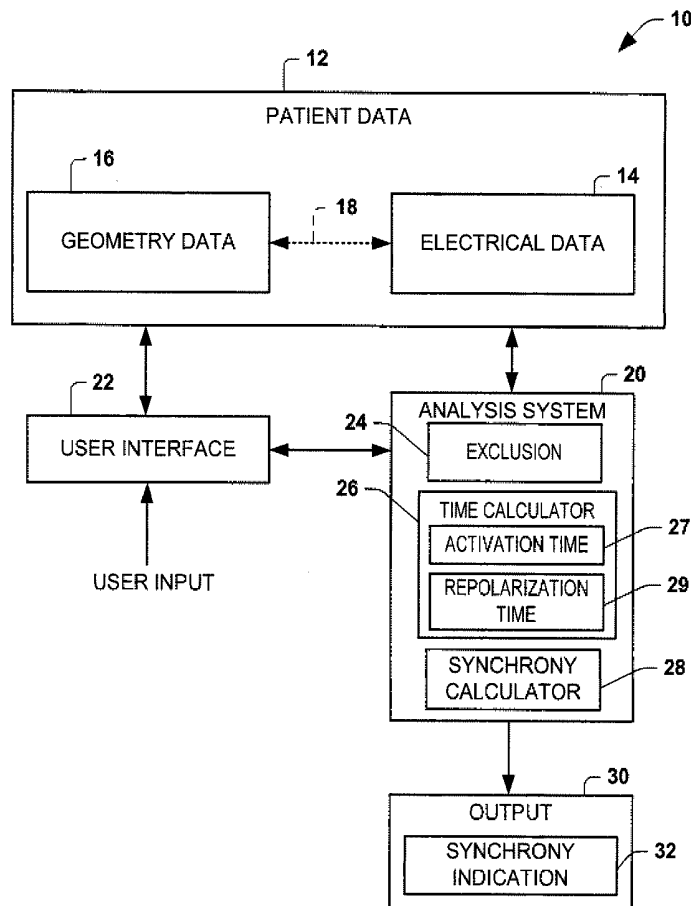 10
12
PATIENT DATA
16
14
18
GEOMETRY DATA
ELECTRICAL DATA
22
20
USER INTERFACE
ANALYSIS SYSTEM
24
EXCLUSION
26
TIME CALCULATOR
27
ACTIVATION TIME
USER INPUT
REPOLARIZATION
TIME
29
SYNCHRONY
CALCULATOR
28
30
OUTPUT
SYNCHRONY
INDICATION
32